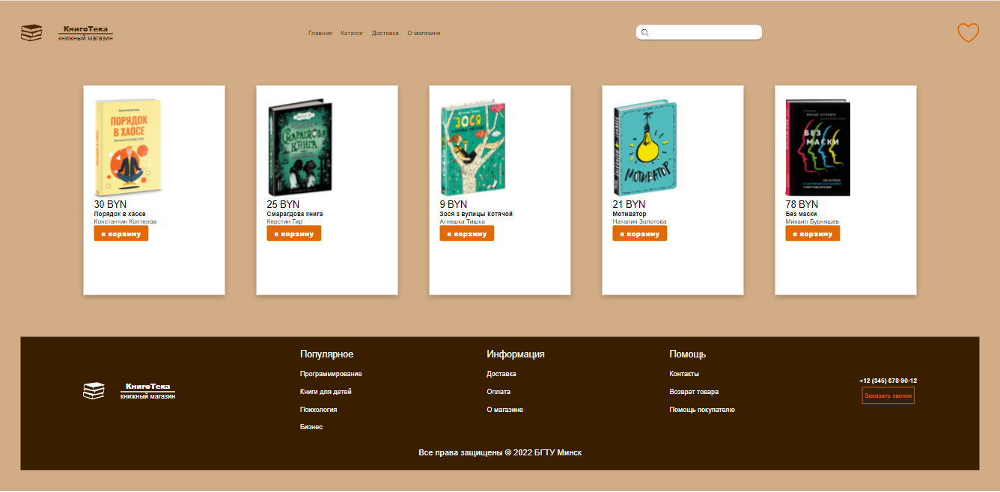 КнигоТека
книжный магазин
Главная Каталог Доставка О магазине
ПОРЯДОК
В ХАОСЕ
СМАРАГДОВА
КНИГА
ЗОСЯ
МОТИВАТОР
БЕЗ
МАСКИ
30 BYN
Порядок в хаосе
Константин Коптелов
в корзину
25 BYN
Смарагдова книга
Керстин Гир
в корзину
9 BYN
Зося з вулицы Котячой
Агнешка Тишка
в корзину
21 BYN
Мотиватор
Наталия Золотова
в корзину
78 BYN
Без маски
Михаил Бурняшев
в корзину
КнигоТека
книжный магазин
Популярное
Программирование
Книги для детей
Психология
Бизнес
Информация
Доставка
Оплата
О магазине
Помощь
Контакты
Возврат товара
Помощь покупателю
+12 (345) 678-90-12
Заказать звонок
Все права защищены © 2022 БГТУ Минск